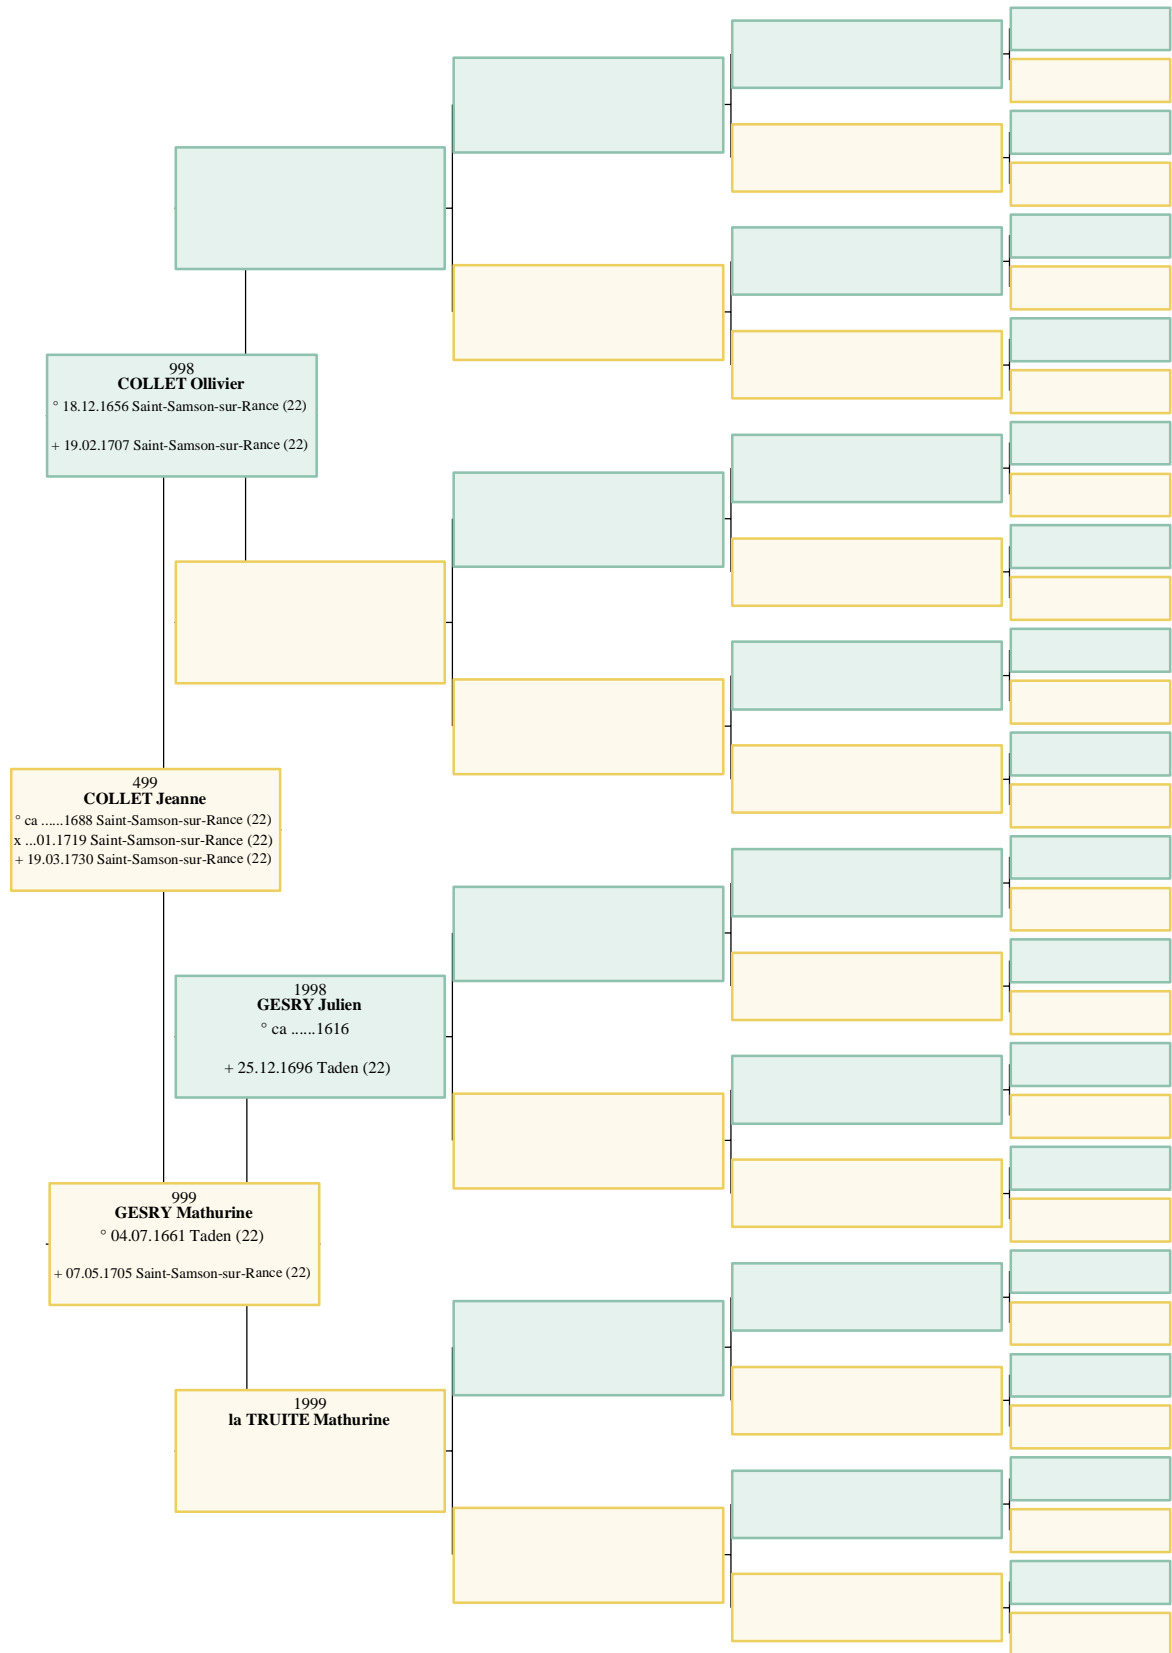 998
COLLET Ollivier
° 18.12.1656 Saint-Samson-sur-Rance (22)
+ 19.02.1707 Saint-Samson-sur-Rance (22)
499
COLLET Jeanne
° ca ......1688 Saint-Samson-sur-Rance (22)
x ...01.1719 Saint-Samson-sur-Rance (22)
+ 19.03.1730 Saint-Samson-sur-Rance (22)
1998
GESRY Julien
° ca ......1616
+ 25.12.1696 Taden (22)
999
GESRY Mathurine
° 04.07.1661 Taden (22)
+ 07.05.1705 Saint-Samson-sur-Rance (22)
1999
la TRUITE Mathurine